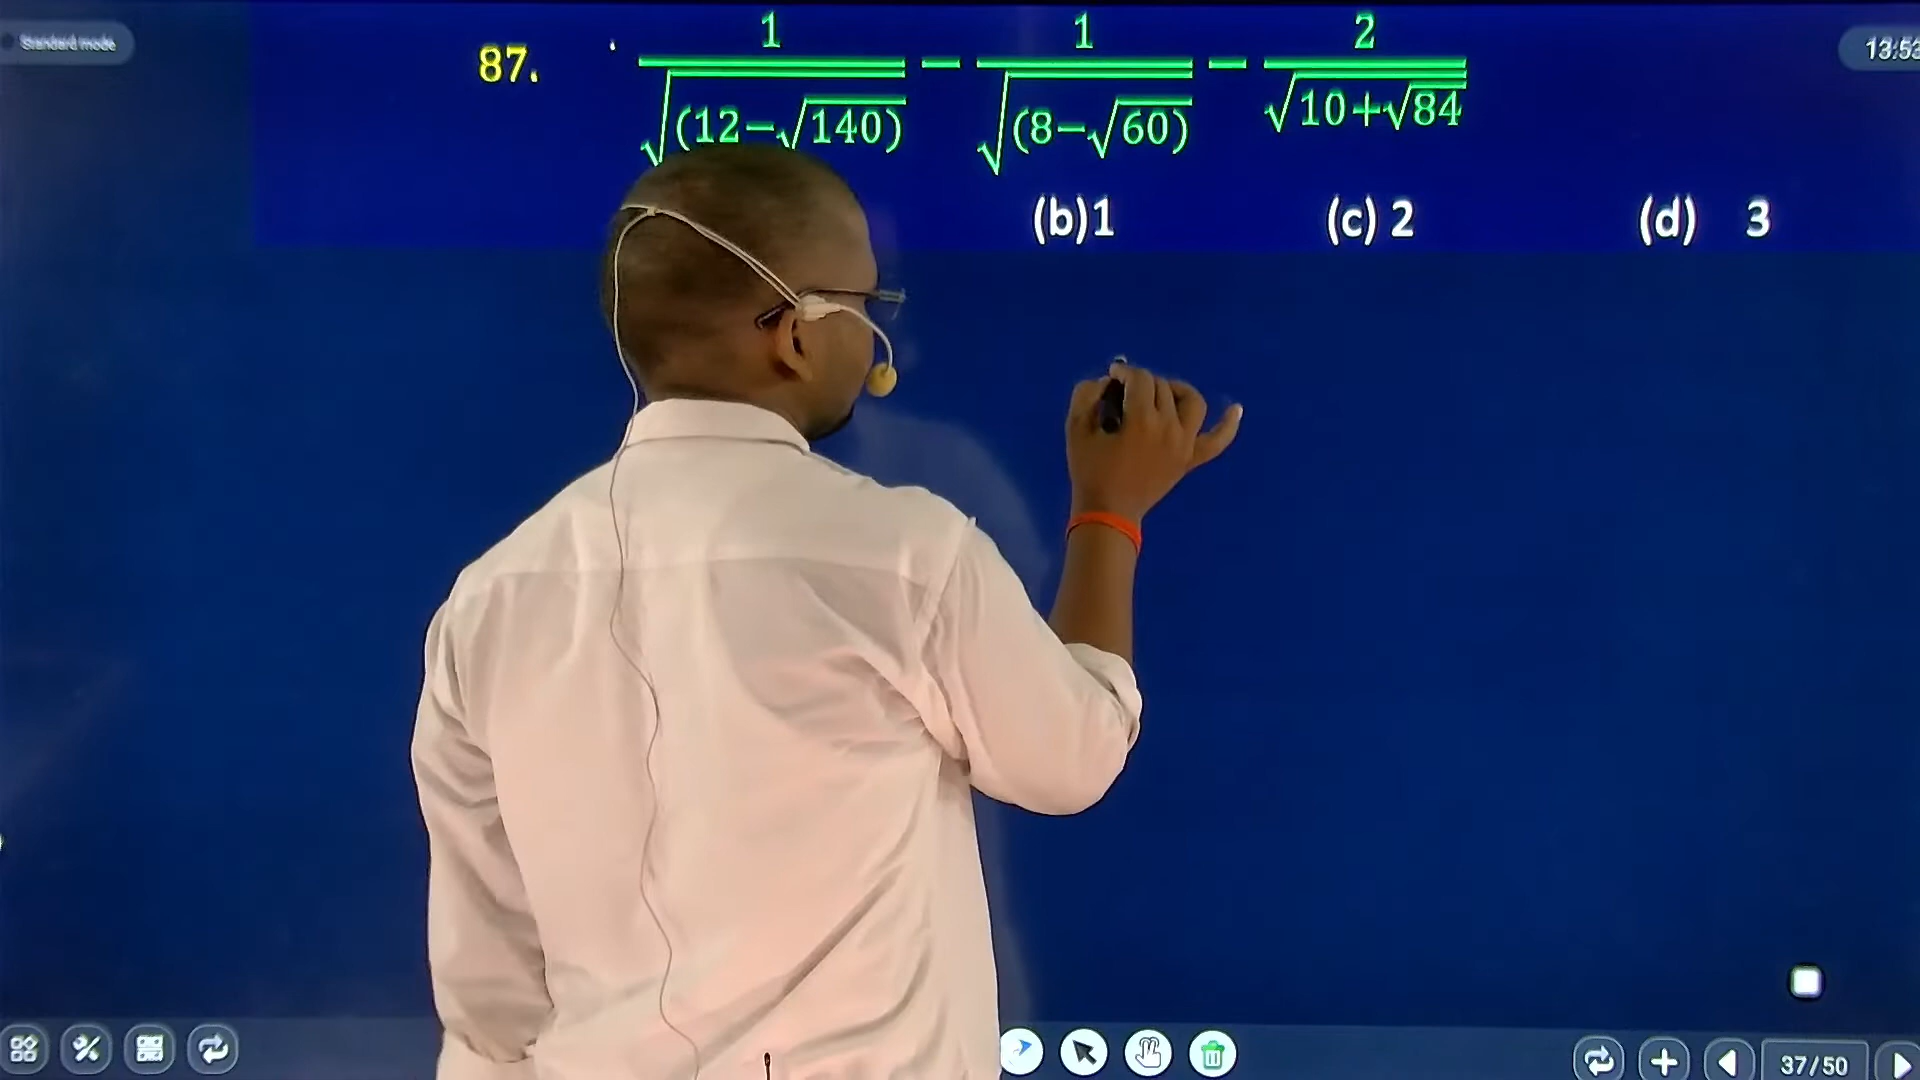 Standard mode
13:53
87. 1/√(12−√140) − 1/√(8−√60) − 2/√10+√84
(b)1 (c) 2 (d) 3
37/50